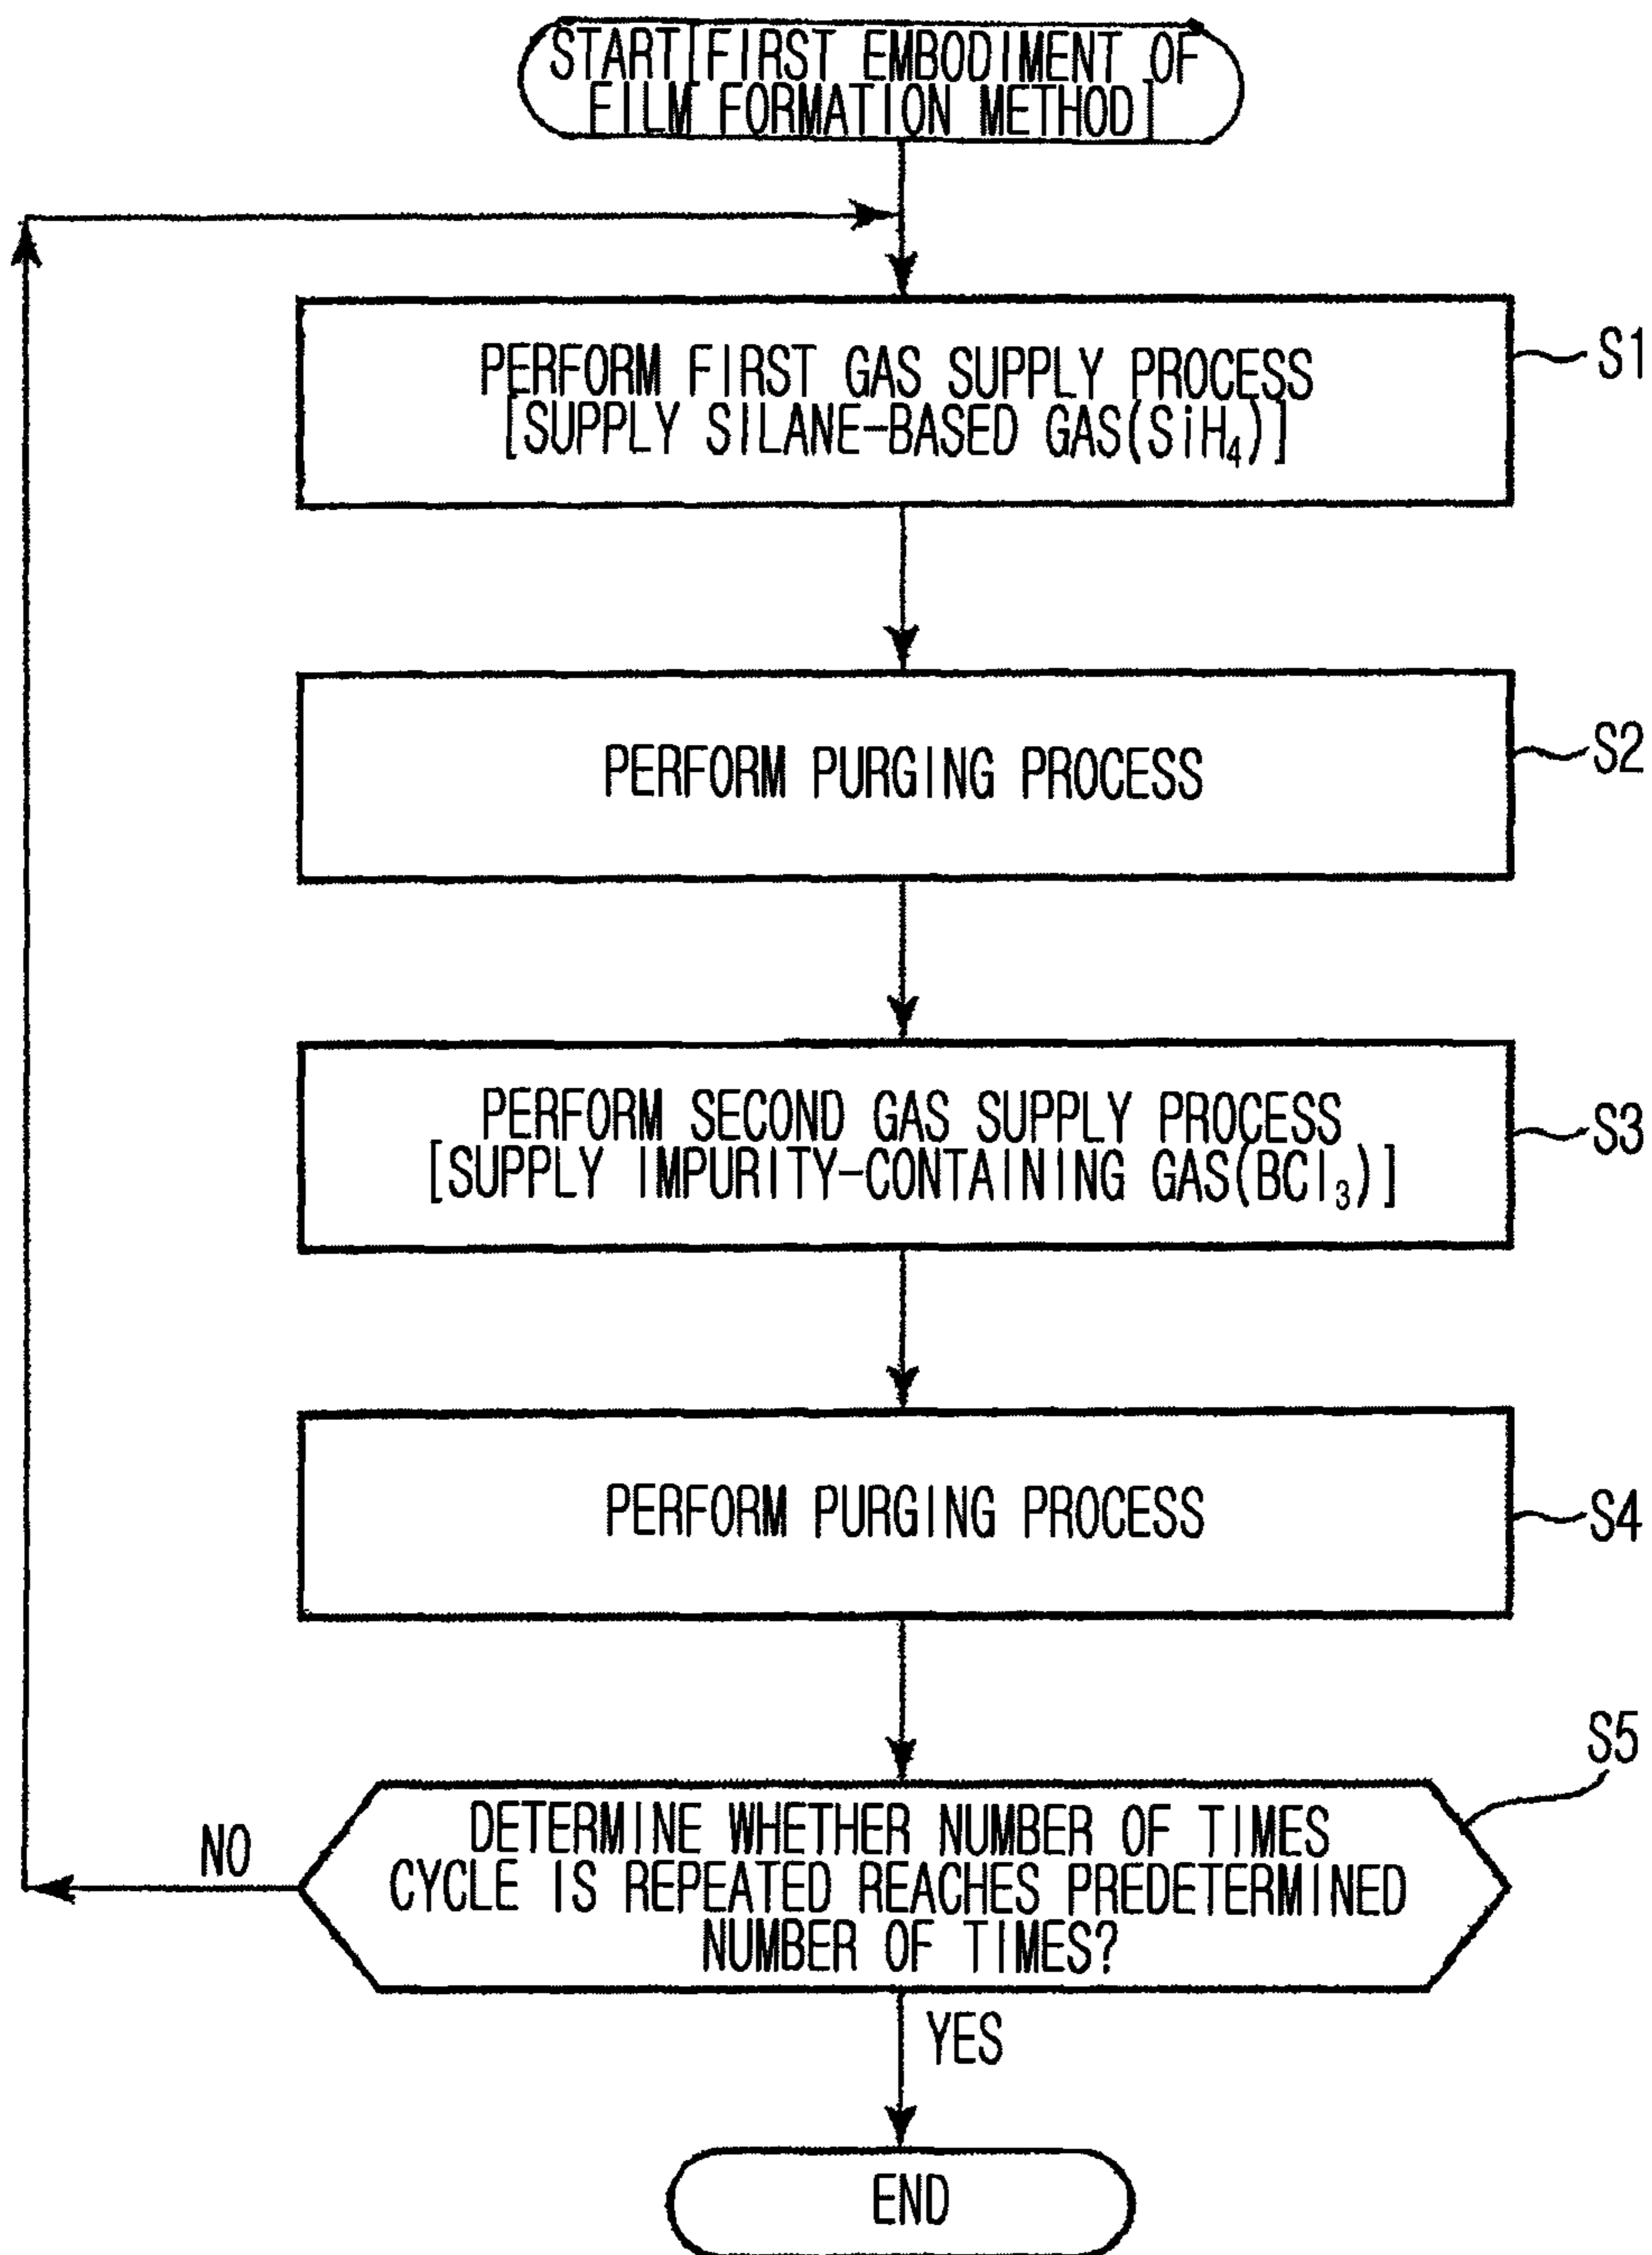 START[FIRST EMBODIMENT OF
FILM FORMATION METHOD]
PERFORM FIRST GAS SUPPLY PROCESS
[SUPPLY SILANE-BASED GAS(SiH₄)]
S1
PERFORM PURGING PROCESS
S2
PERFORM SECOND GAS SUPPLY PROCESS
[SUPPLY IMPURITY-CONTAINING GAS(BCl₃)]
S3
PERFORM PURGING PROCESS
S4
S5
DETERMINE WHETHER NUMBER OF TIMES
CYCLE IS REPEATED REACHES PREDETERMINED
NUMBER OF TIMES?
NO
YES
END